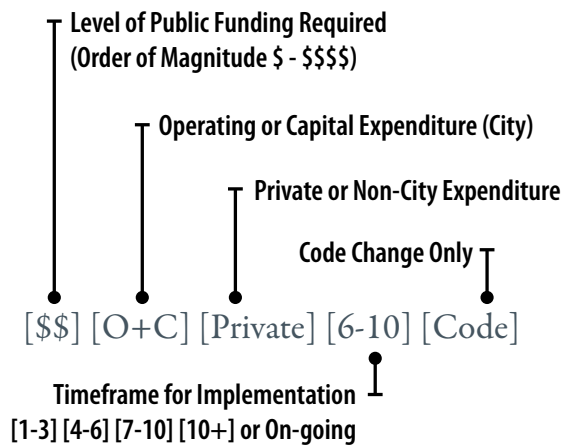 Level of Public Funding Required
(Order of Magnitude $ - $$$$)
Operating or Capital Expenditure (City)
Private or Non-City Expenditure
Code Change Only
[$$] [O+C] [Private] [6-10] [Code]
Timeframe for Implementation
[1-3] [4-6] [7-10] [10+] or On-going